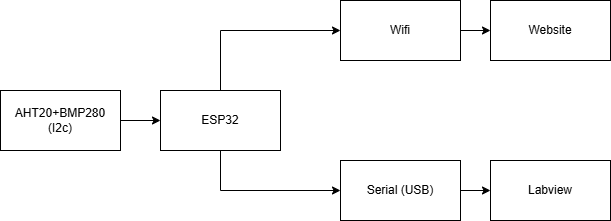 Wifi
Website
AHT20+BMP280
(I2c)
ESP32
Serial (USB)
Labview